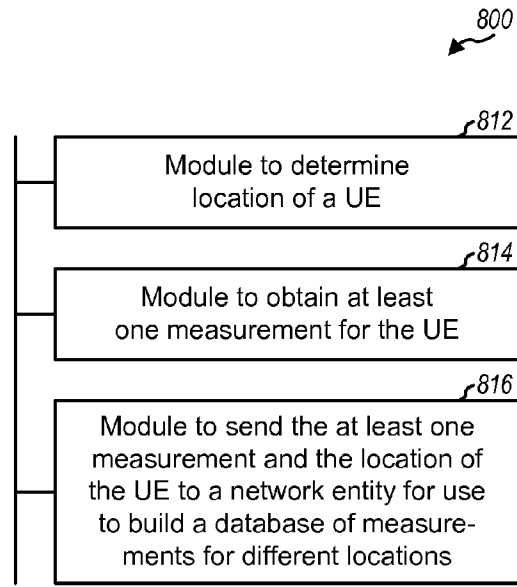 800
812
Module to determine
location of a UE
814
Module to obtain at least
one measurement for the UE
816
Module to send the at least one
measurement and the location of
the UE to a network entity for use
to build a database of measure-
ments for different locations